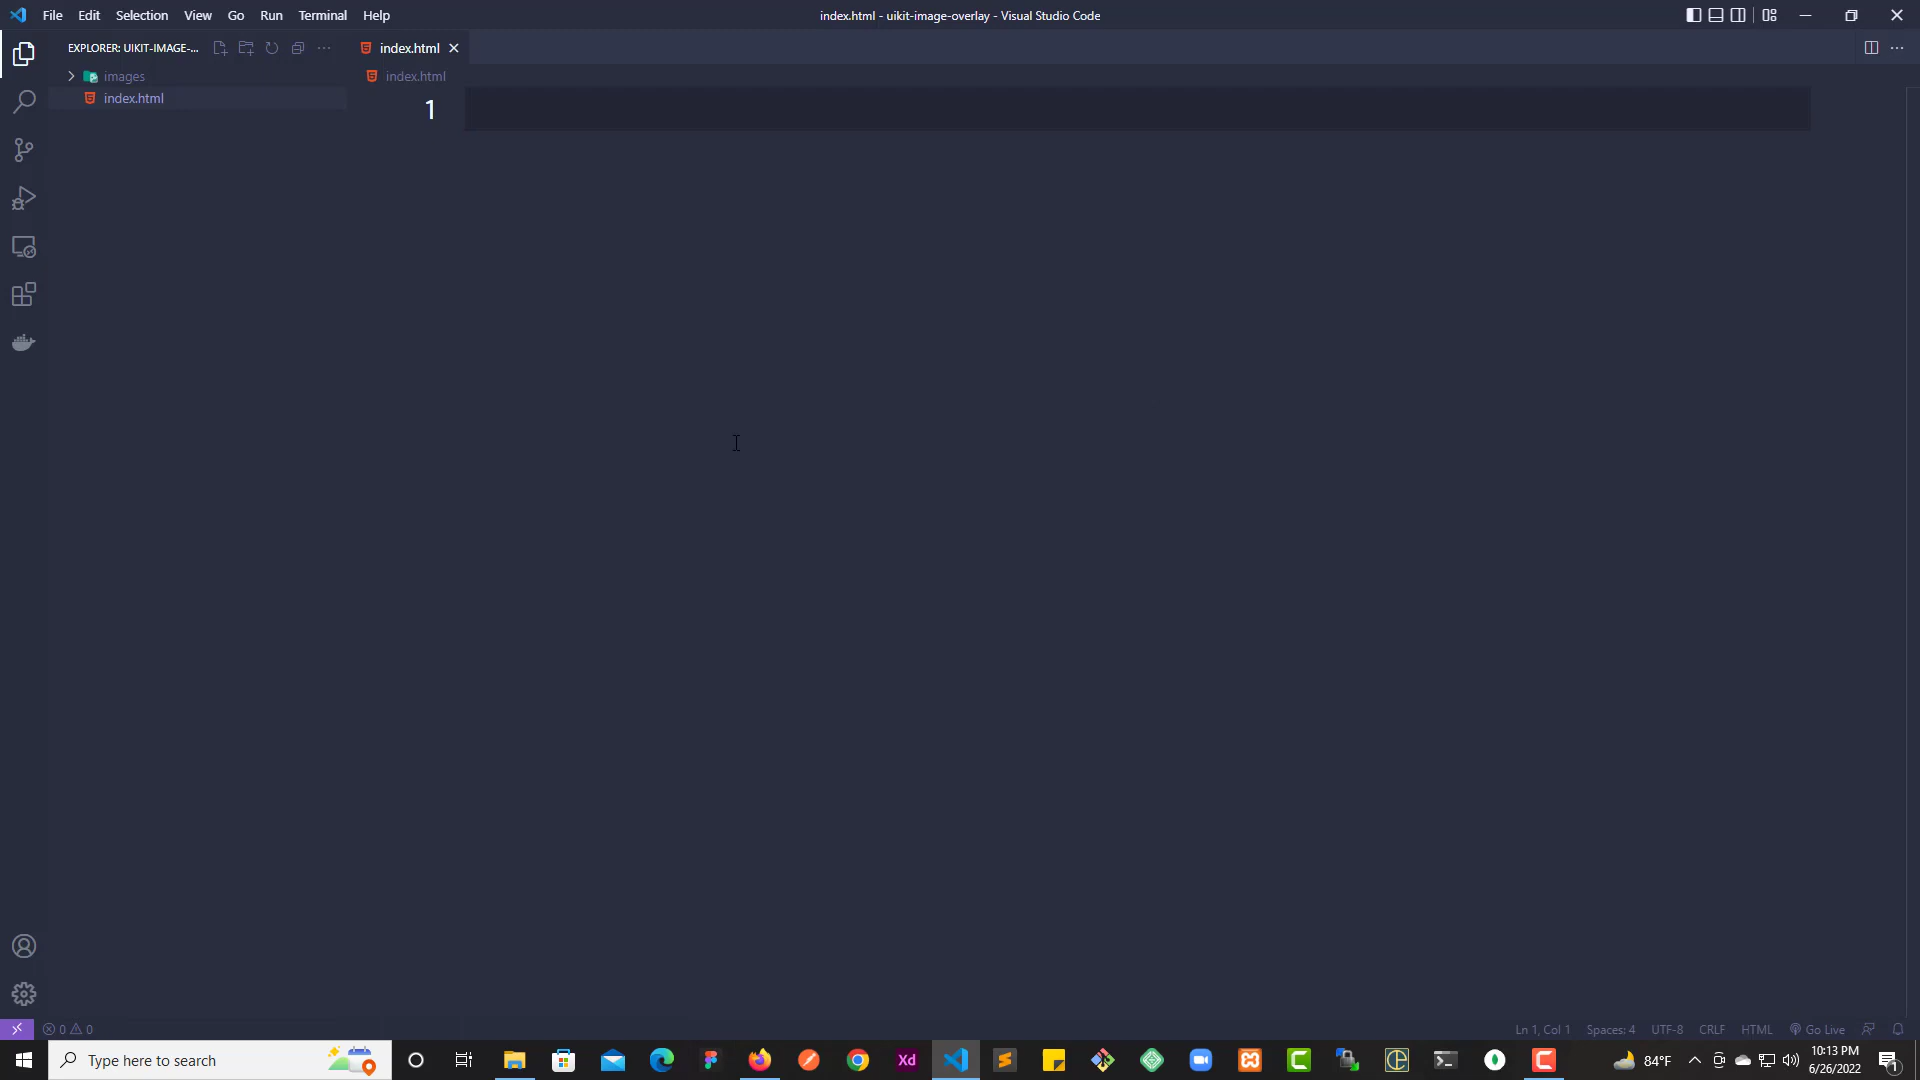 File Edit Selection View Go Run Terminal Help
index.html - uikit-image-overlay - Visual Studio Code
EXPLORER: UIKIT-IMAGE-...
index.html
images
index.html
index.html
1
0 0
Ln 1, Col 1 Spaces: 4 UTF-8 CRLF HTML Go Live
Type here to search
Xd
84°F
10:13 PM
6/26/2022
1